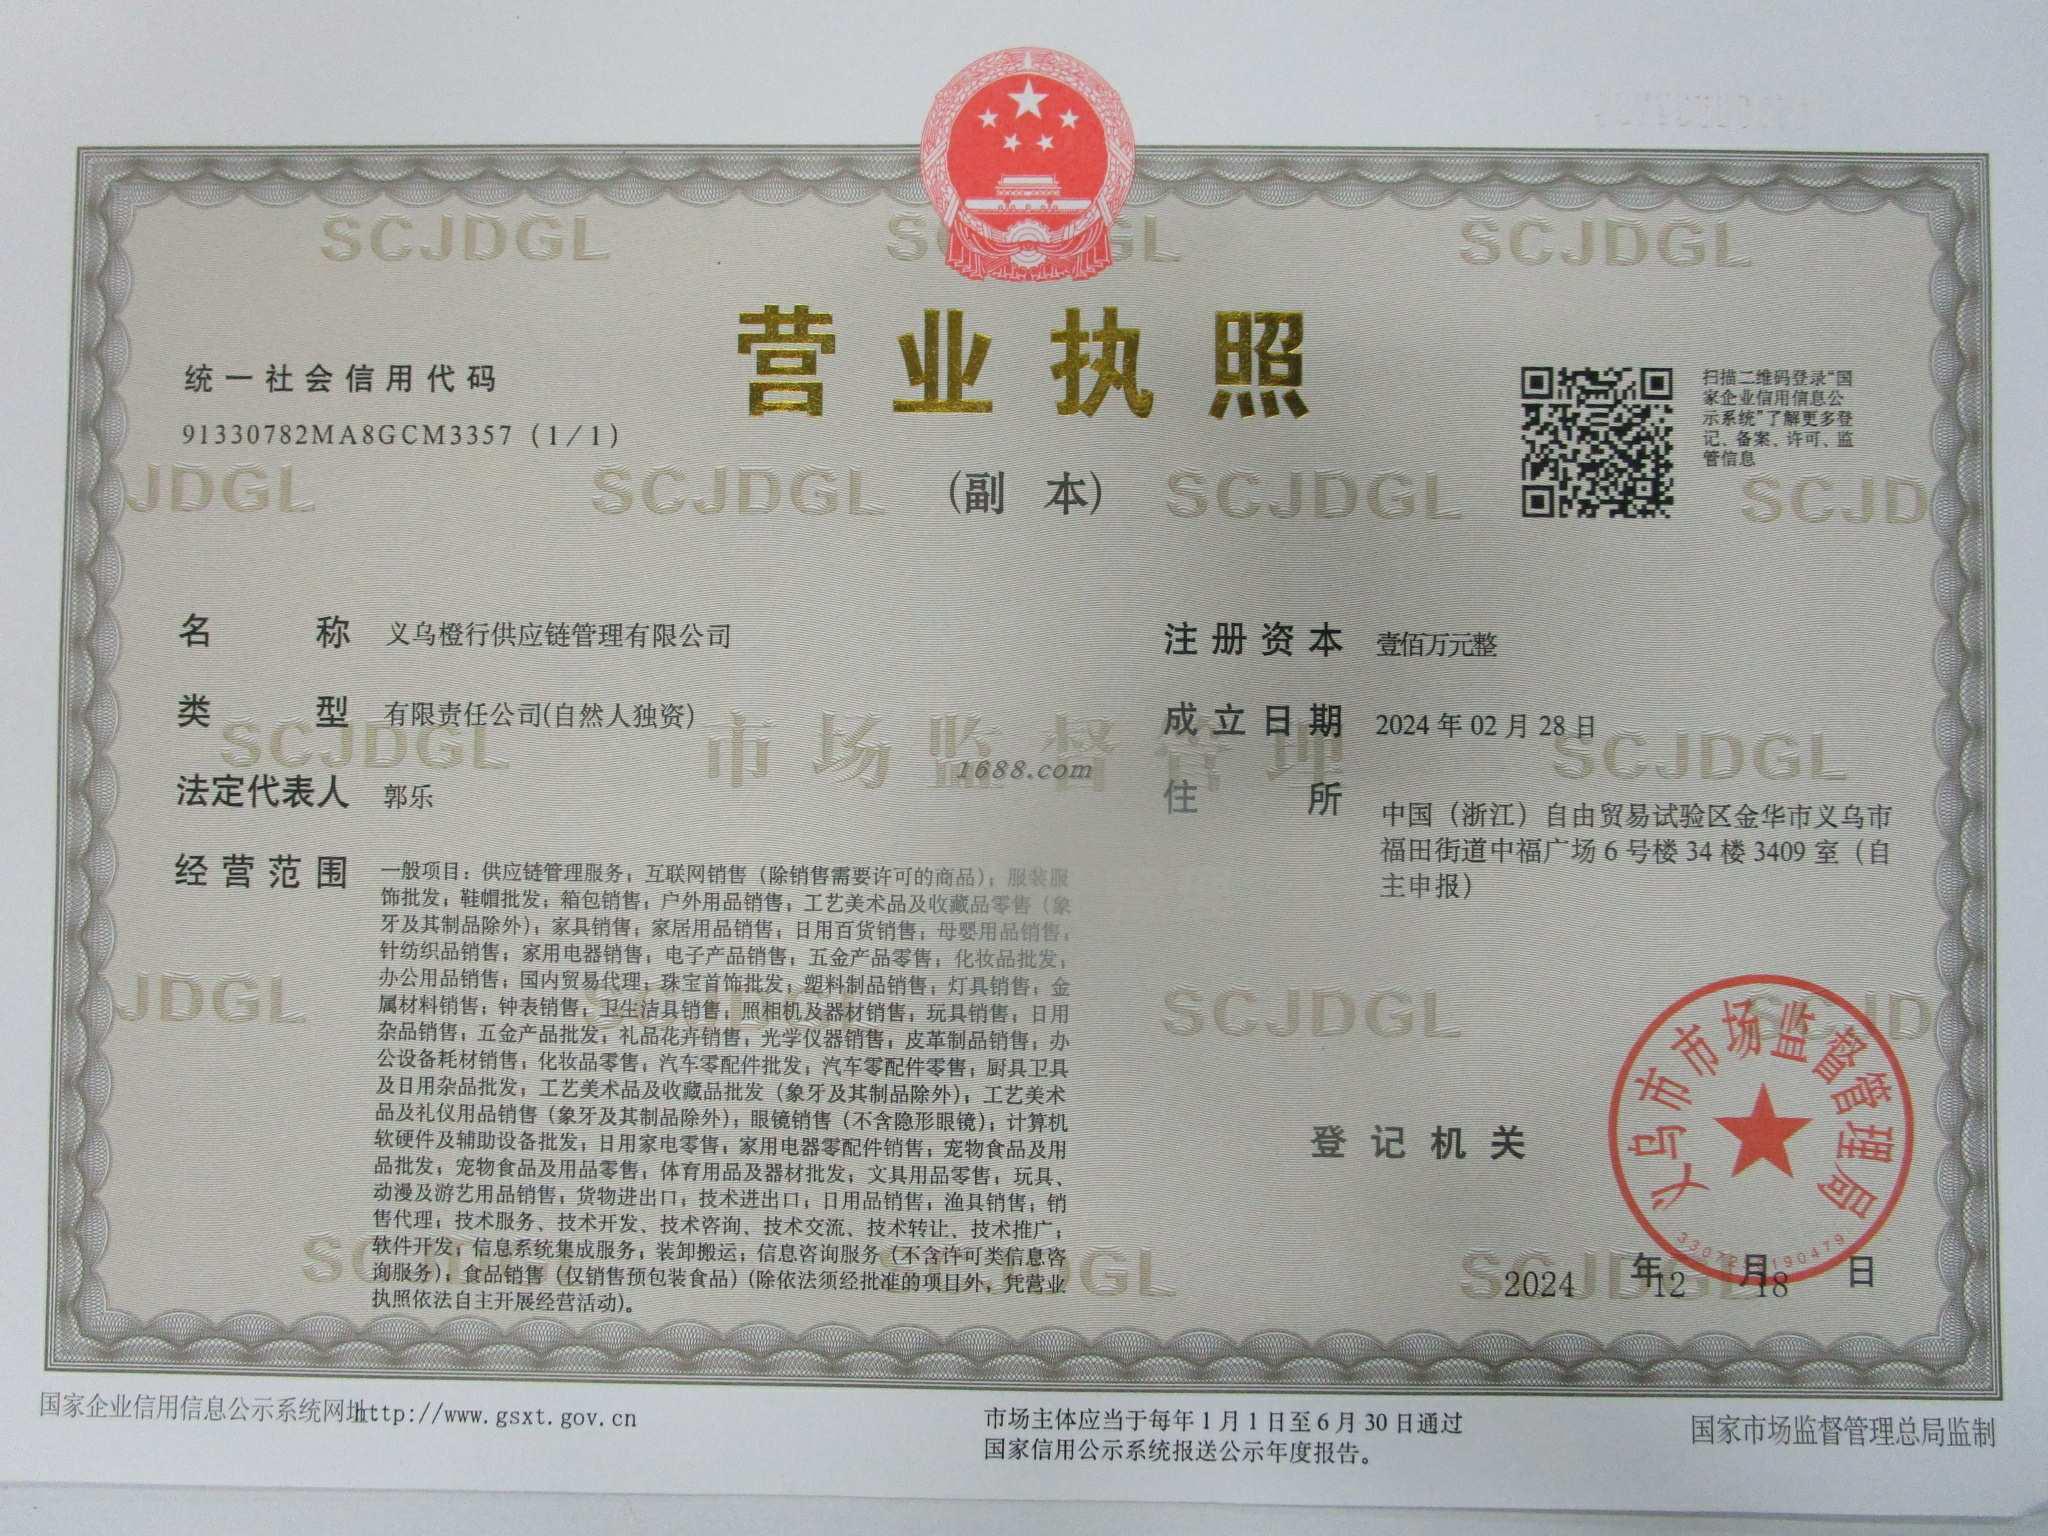 SCJDGL
SCJDGL
营业执照
统一社会信用代码
91330782MA8GCM3357（1/1）
(副 本)
扫描二维码登录“国
家企业信用信息公
示系统”了解更多登
记、备案、许可、监
管信息
JDGL
SCJDGL
SCJDGL
SCJD
名 称 义乌橙行供应链管理有限公司
类 型 有限责任公司(自然人独资)
法定代表人 郭乐
经营范围 一般项目：供应链管理服务；互联网销售（除销售需要许可的商品）；服装服
饰批发；鞋帽批发；箱包销售；户外用品销售；工艺美术品及收藏品零售（象
牙及其制品除外）；家具销售；家居用品销售；日用百货销售；母婴用品销售；
针纺织品销售；家用电器销售；电子产品销售；五金产品零售；化妆品批发；
办公用品销售；国内贸易代理；珠宝首饰批发；塑料制品销售；灯具销售；金
属材料销售；钟表销售；卫生洁具销售；照相机及器材销售；玩具销售；日用
杂品销售；五金产品批发；礼品花卉销售；光学仪器销售；皮革制品销售；办
公设备耗材销售；化妆品零售；汽车零配件批发；汽车零配件零售；厨具卫具
及日用杂品批发；工艺美术品及收藏品批发（象牙及其制品除外）；工艺美术
品及礼仪用品销售（象牙及其制品除外）；眼镜销售（不含隐形眼镜）；计算机
软硬件及辅助设备批发；日用家电零售；家用电器零配件销售；宠物食品及用
品批发；宠物食品及用品零售；体育用品及器材批发；文具用品零售；玩具、
动漫及游艺用品销售；货物进出口；技术进出口；日用品销售；渔具销售；销
售代理；技术服务、技术开发、技术咨询、技术交流、技术转让、技术推广；
软件开发；信息系统集成服务；装卸搬运；信息咨询服务（不含许可类信息咨
询服务）；食品销售（仅销售预包装食品）(除依法须经批准的项目外，凭营业
执照依法自主开展经营活动)。
注册资本 壹佰万元整
成立日期 2024年02月28日
住 所 中国（浙江）自由贸易试验区金华市义乌市
福田街道中福广场6号楼34楼3409室（自
主申报）
SCJDGL
市场监督管理
SCJDGL
1688.com
JDGL
SCJDGL
SCJDGL
登记机关
义乌市市场监督管理局
2024年12月18日
国家企业信用信息公示系统网址http://www.gsxt.gov.cn
市场主体应当于每年1月1日至6月30日通过
国家信用公示系统报送公示年度报告。
国家市场监督管理总局监制